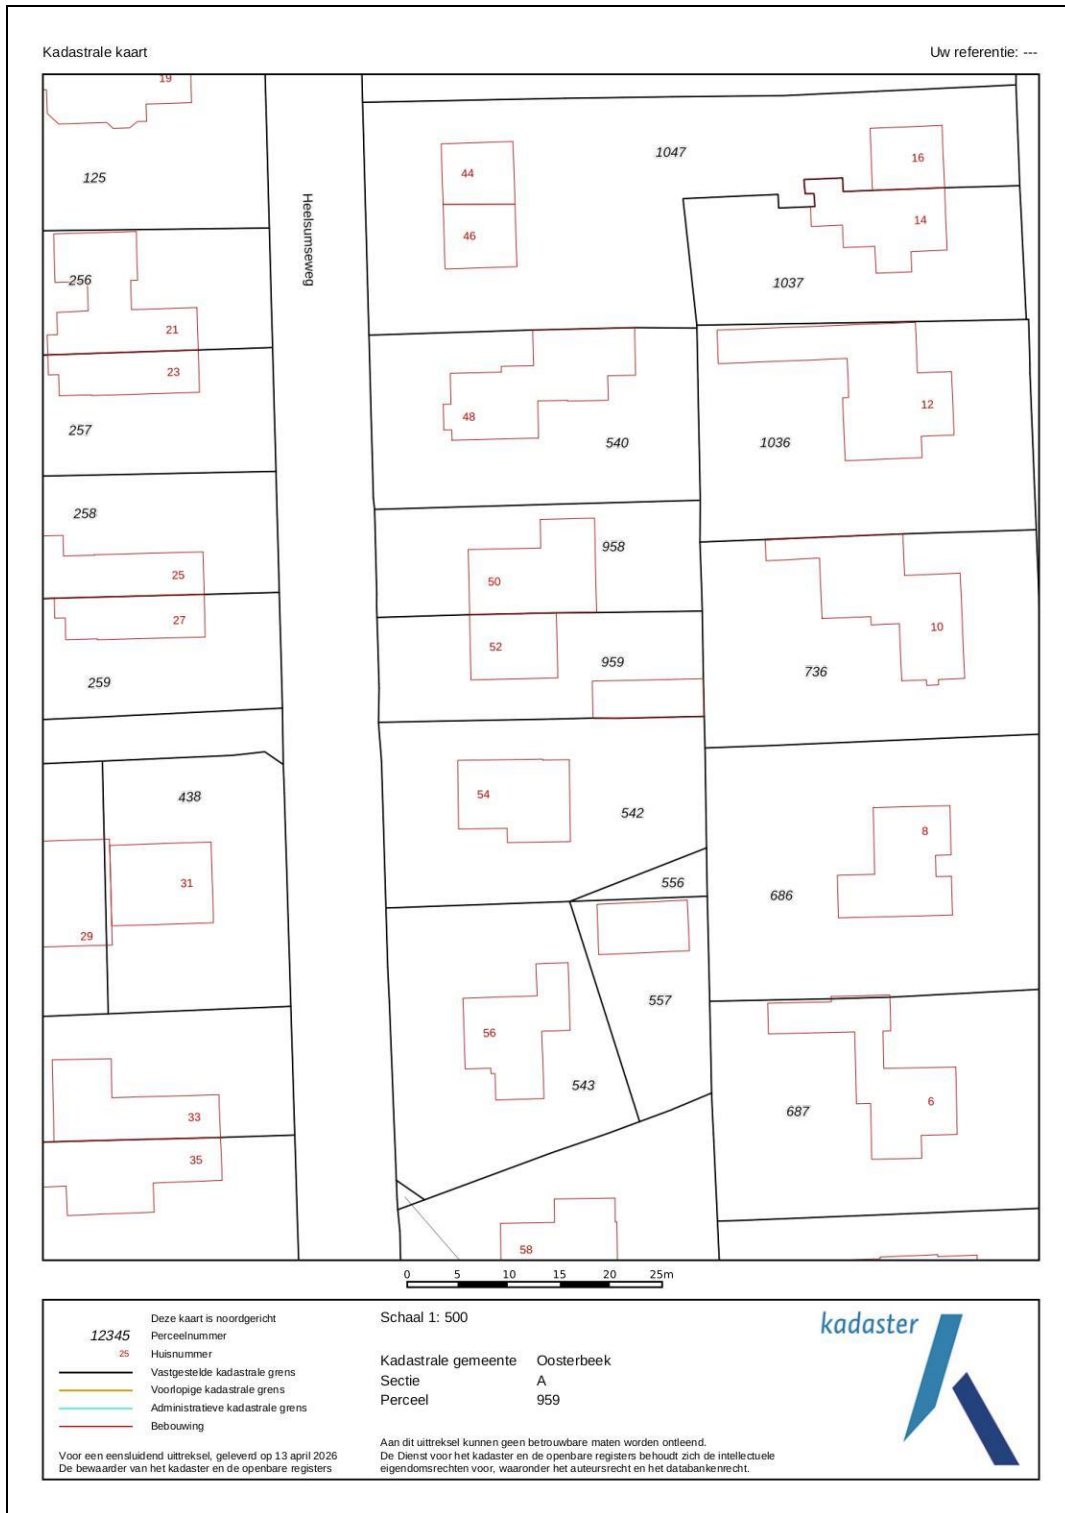 Kadastrale kaart
Uw referentie: ---
19
125
Heelsumseweg
44
46
1047
16
14
1037
256
21
23
257
48
540
12
1036
258
25
27
259
958
50
52
959
10
736
438
54
542
8
31
556
686
29
557
56
543
687
6
33
35
58
0 5 10 15 20 25m
Deze kaart is noordgericht
12345 Perceelnummer
25 Huisnummer
Vastgestelde kadastrale grens
Voorlopige kadastrale grens
Administratieve kadastrale grens
Bebouwing
Voor een eensluidend uittreksel, geleverd op 13 april 2026
De bewaarder van het kadaster en de openbare registers
Schaal 1: 500
Kadastrale gemeente Oosterbeek
Sectie A
Perceel 959
Aan dit uittreksel kunnen geen betrouwbare maten worden ontleend.
De Dienst voor het kadaster en de openbare registers behoudt zich de intellectuele
eigendomsrechten voor, waaronder het auteursrecht en het databankenrecht.
kadaster